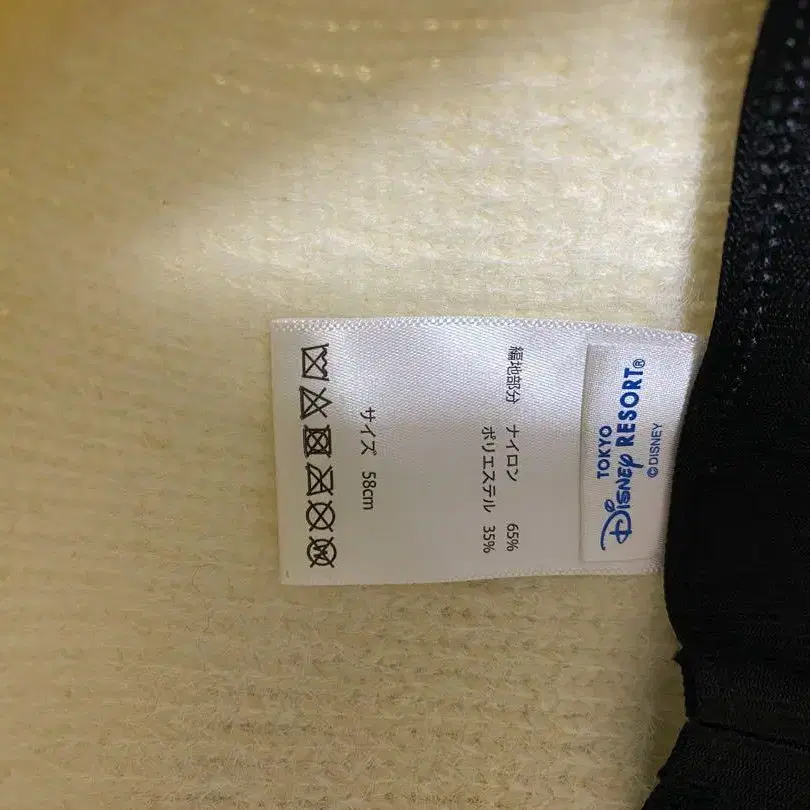 TOKYO
Disney RESORT®
©DISNEY
編地部分 ナイロン 65%
ポリエステル 35%
サイズ 58cm